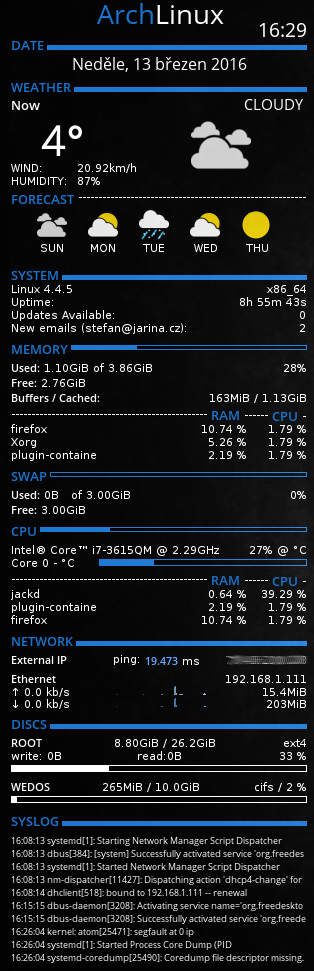 ArchLinux
16:29
DATE
Neděle, 13 březen 2016
WEATHER
Now CLOUDY
4°
WIND: 20.92km/h
HUMIDITY: 87%
FORECAST
SUN MON TUE WED THU
SYSTEM
Linux 4.4.5 x86_64
Uptime: 8h 55m 43s
Updates Available: 0
New emails (stefan@jarina.cz): 2
MEMORY
Used: 1.10GiB of 3.86GiB 28%
Free: 2.76GiB
Buffers / Cached: 163MiB / 1.13GiB
RAM CPU
firefox 10.74 % 1.79 %
Xorg 5.26 % 1.79 %
plugin-containe 2.19 % 1.79 %
SWAP
Used: 0B of 3.00GiB 0%
Free: 3.00GiB
CPU
Intel® Core™ i7-3615QM @ 2.29GHz 27% @ °C
Core 0 - °C
RAM CPU
jackd 0.64 % 39.29 %
plugin-containe 2.19 % 1.79 %
firefox 10.74 % 1.79 %
NETWORK
External IP ping: 19.473 ms
Ethernet 192.168.1.111
↑ 0.0 kb/s 15.4MiB
↓ 0.0 kb/s 203MiB
DISCS
ROOT 8.80GiB / 26.2GiB ext4
write: 0B read:0B 33 %
WEDOS 265MiB / 10.0GiB cifs / 2 %
SYSLOG
16:08:13 systemd[1]: Starting Network Manager Script Dispatcher
16:08:13 dbus[384]: [system] Successfully activated service 'org.freedes
16:08:13 systemd[1]: Started Network Manager Script Dispatcher
16:08:13 nm-dispatcher[11427]: Dispatching action 'dhcp4-change' for
16:08:14 dhclient[518]: bound to 192.168.1.111 -- renewal
16:15:15 dbus-daemon[3208]: Activating service name='org.freedeskto
16:15:15 dbus-daemon[3208]: Successfully activated service 'org.freede
16:26:04 kernel: atom[25471]: segfault at 0 ip
16:26:04 systemd[1]: Started Process Core Dump (PID
16:26:04 systemd-coredump[25490]: Coredump file descriptor missing.